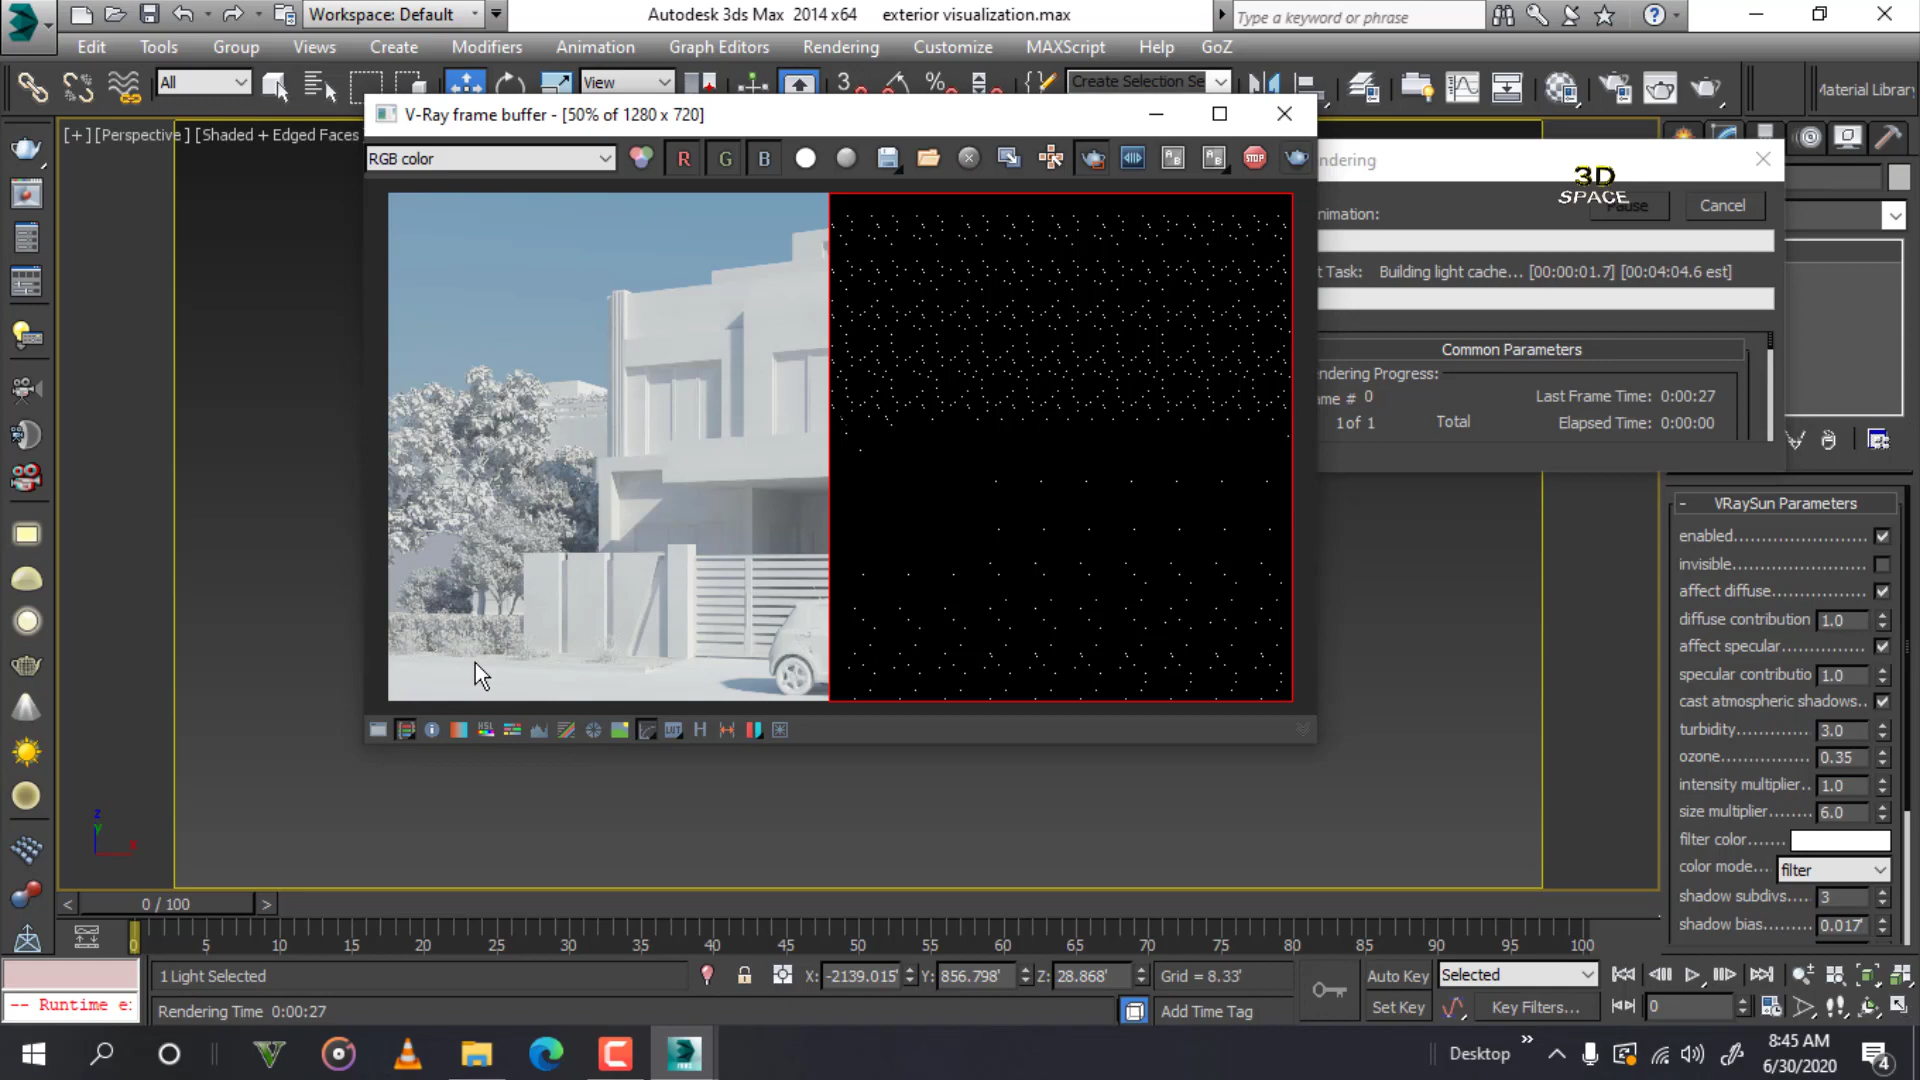 Workspace: Default
Autodesk 3ds Max 2014 x64 exterior visualization.max
Type a keyword or phrase
Edit Tools Group Views Create Modifiers Animation Graph Editors Rendering Customize MAXScript Help GoZ
All
View
3
%
Create Selection Se
Material Library
[+] [Perspective ] [Shaded + Edged Faces
V-Ray frame buffer - [50% of 1280 x 720]
RGB color
R G B
STOP
ndering
3D
SPACE
Pause
Cancel
nimation:
t Task: Building light cache... [00:00:01.7] [00:04:04.6 est]
Common Parameters
endering Progress:
ame # 0
Last Frame Time: 0:00:27
1 of 1 Total
Elapsed Time: 0:00:00
- VRaySun Parameters
enabled
invisible
affect diffuse
diffuse contribution 1.0
affect specular
specular contributio 1.0
cast atmospheric shadows..
turbidity 3.0
ozone 0.35
intensity multiplier.. 1.0
size multiplier 6.0
filter color
color mode... filter
shadow subdivs.... 3
shadow bias 0.017'
HSL
LUT
H
z
y
x
< 0 / 100 >
0 5 10 15 20 25 30 35 40 45 50 55 60 65 70 75 80 85 90 95 100
1 Light Selected
X: -2139.015' Y: 856.798' Z: 28.868' Grid = 8.33'
Auto Key Selected
-- Runtime e:
Rendering Time 0:00:27
Add Time Tag
Set Key Key Filters... 0
Desktop
8:45 AM
6/30/2020
4